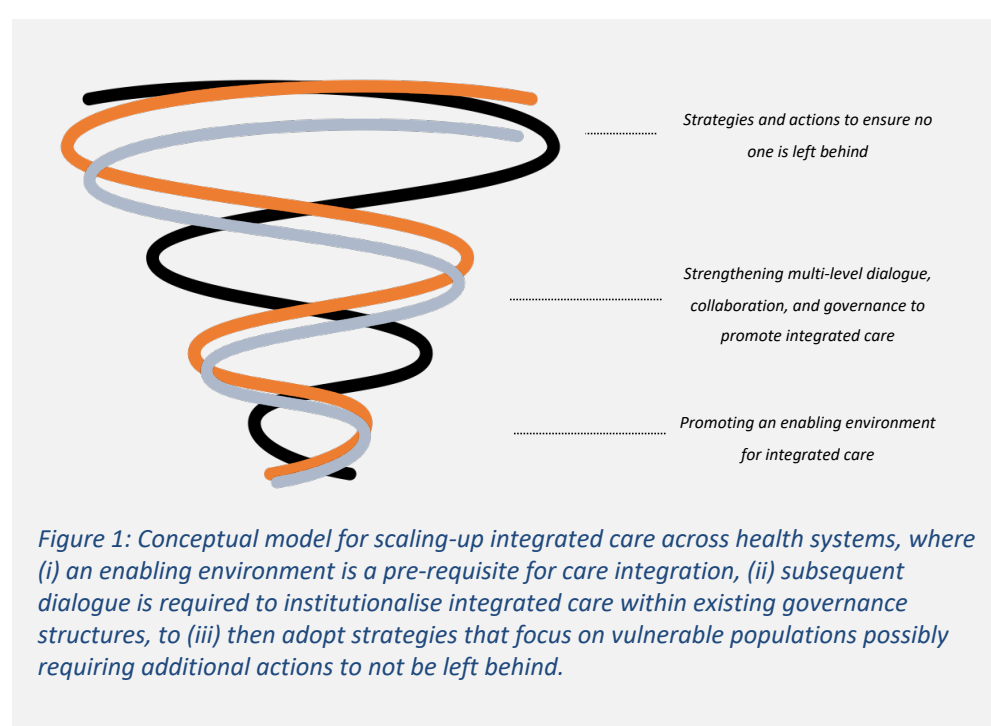 Strategies and actions to ensure no
one is left behind
Strengthening multi-level dialogue,
collaboration, and governance to
promote integrated care
Promoting an enabling environment
for integrated care
Figure 1: Conceptual model for scaling-up integrated care across health systems, where
(i) an enabling environment is a pre-requisite for care integration, (ii) subsequent
dialogue is required to institutionalise integrated care within existing governance
structures, to (iii) then adopt strategies that focus on vulnerable populations possibly
requiring additional actions to not be left behind.